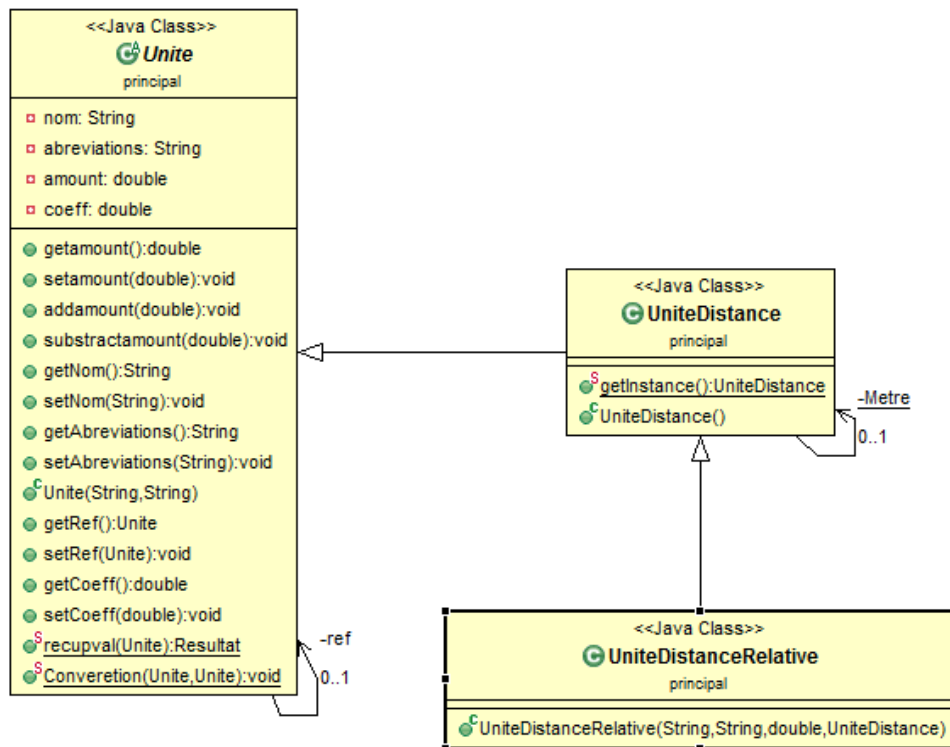 <<Java Class>>
Unite
principal
nom: String
abreviations: String
amount: double
coeff: double
getamount():double
setamount(double):void
addamount(double):void
substractamount(double):void
getNom():String
setNom(String):void
getAbreviations():String
setAbreviations(String):void
Unite(String,String)
getRef():Unite
setRef(Unite):void
getCoeff():double
setCoeff(double):void
recupval(Unite):Resultat
Converetion(Unite,Unite):void
-ref
0..1
<<Java Class>>
UniteDistance
principal
getInstance():UniteDistance
UniteDistance()
-Metre
0..1
<<Java Class>>
UniteDistanceRelative
principal
UniteDistanceRelative(String,String,double,UniteDistance)